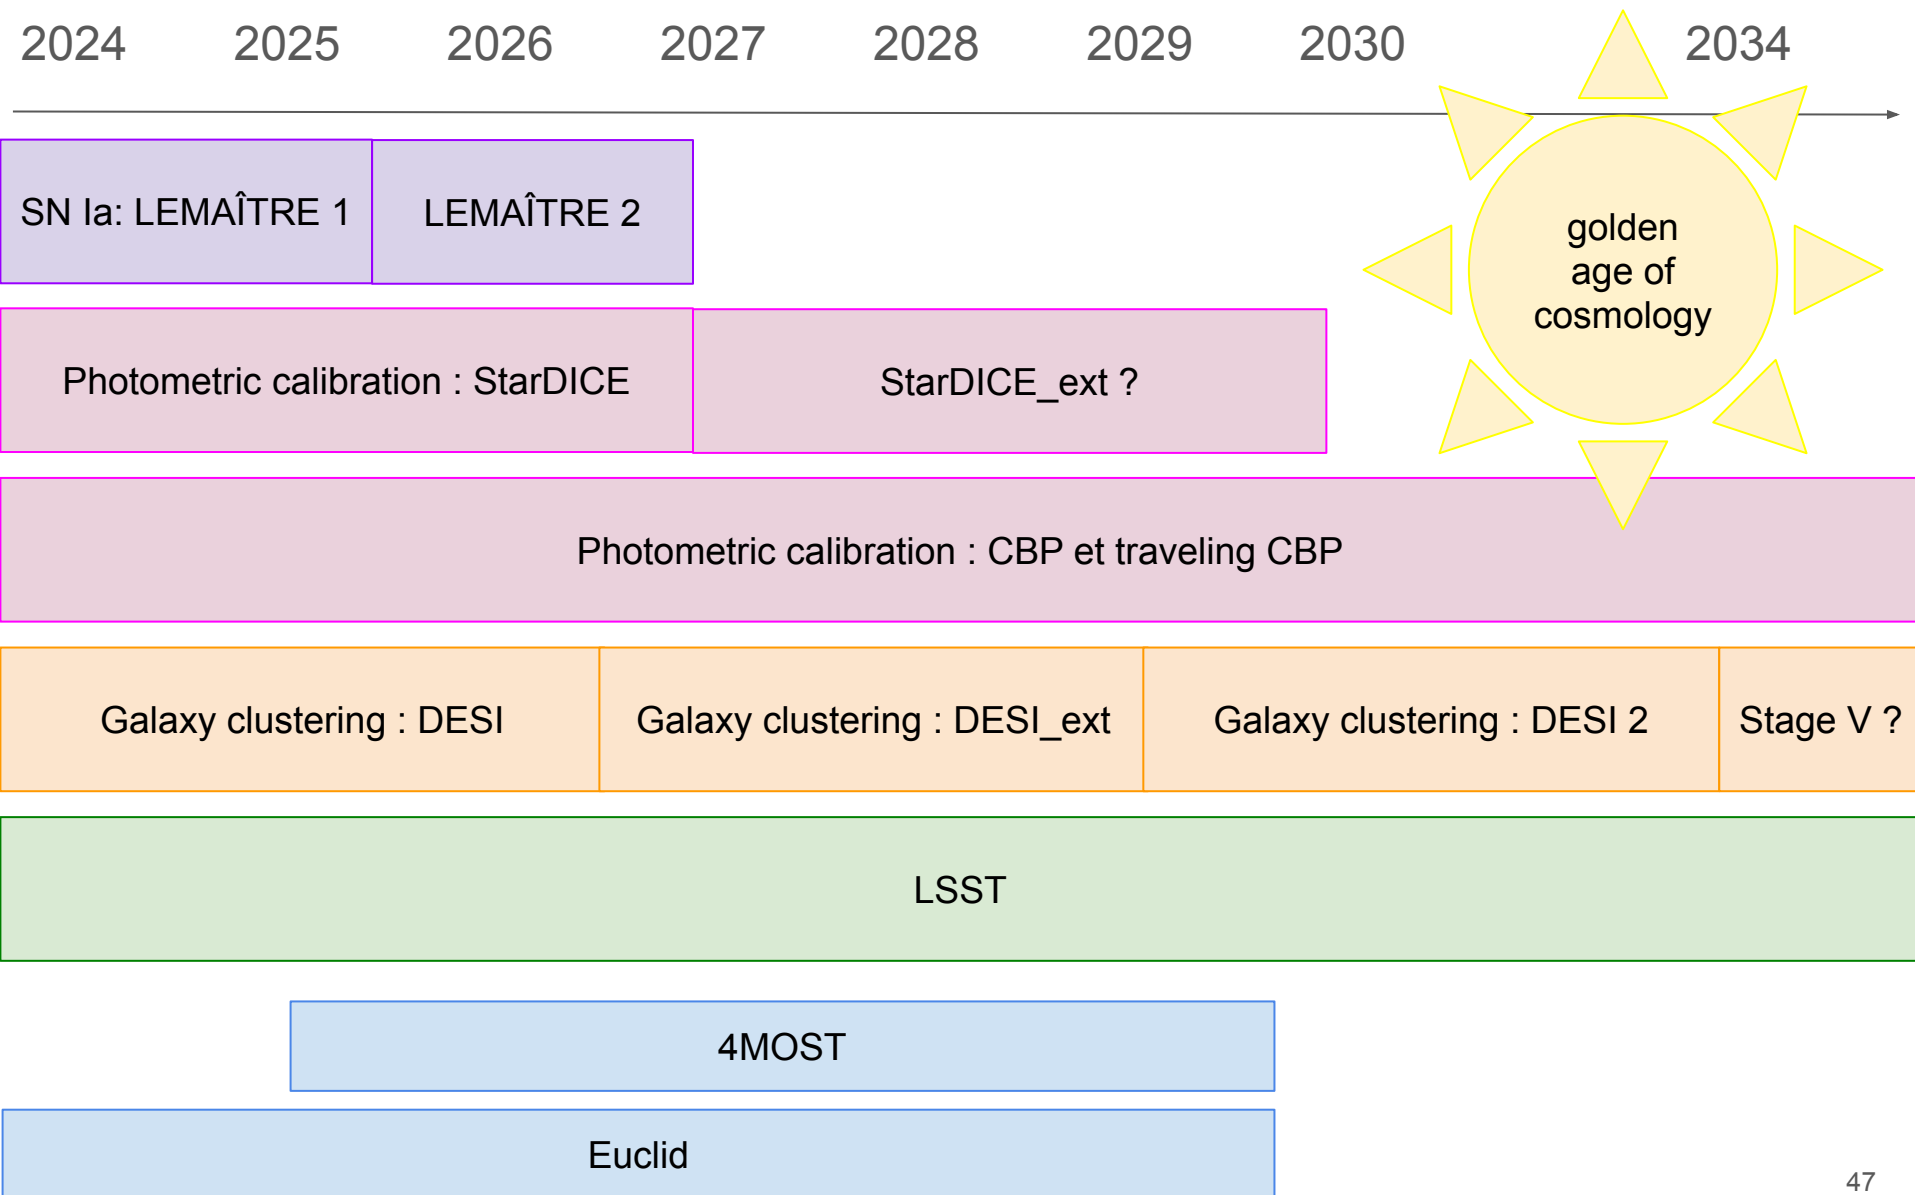 2024 2025 2026 2027 2028 2029 2030 2034
golden
age of
cosmology
SN Ia: LEMAÎTRE 1
LEMAÎTRE 2
Photometric calibration : StarDICE
StarDICE_ext ?
Photometric calibration : CBP et traveling CBP
Galaxy clustering : DESI
Galaxy clustering : DESI_ext
Galaxy clustering : DESI 2
Stage V ?
LSST
4MOST
Euclid
47